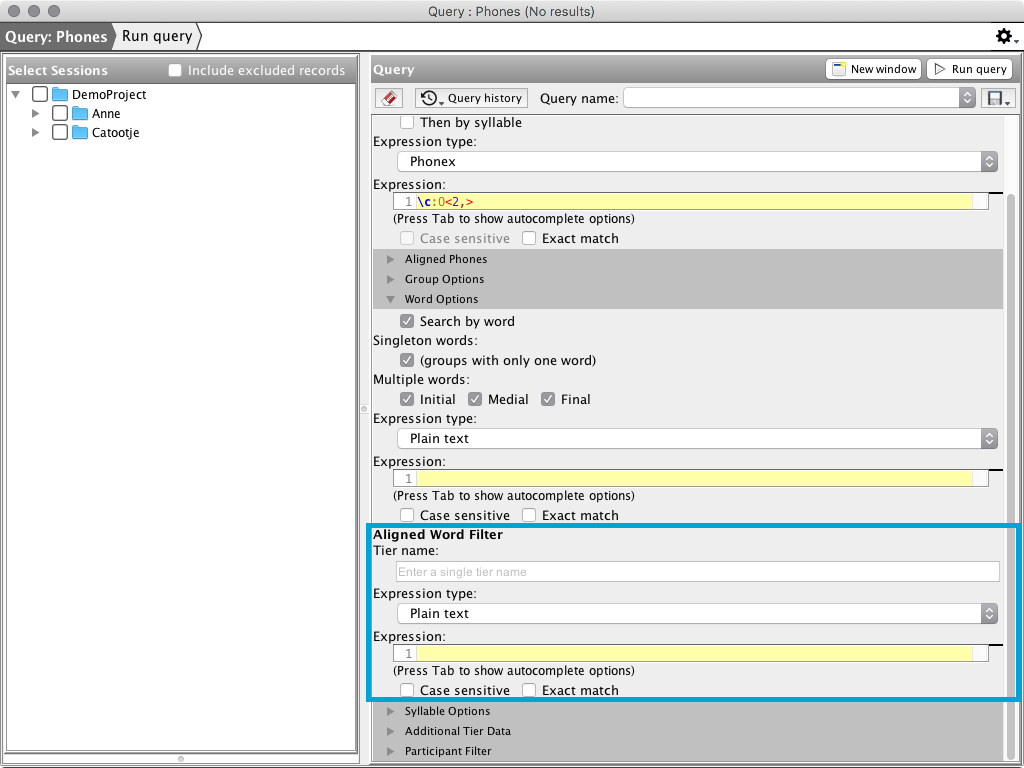 Query : Phones (No results)
Query: Phones Run query
Select Sessions Include excluded records
DemoProject
Anne
Catootje
Query New window Run query
Query history Query name:
Then by syllable
Expression type:
Phonex
Expression:
1 \c:O<2,>
(Press Tab to show autocomplete options)
Case sensitive Exact match
Aligned Phones
Group Options
Word Options
Search by word
Singleton words:
(groups with only one word)
Multiple words:
Initial Medial Final
Expression type:
Plain text
Expression:
1
(Press Tab to show autocomplete options)
Case sensitive Exact match
Aligned Word Filter
Tier name:
Enter a single tier name
Expression type:
Plain text
Expression:
1
(Press Tab to show autocomplete options)
Case sensitive Exact match
Syllable Options
Additional Tier Data
Participant Filter